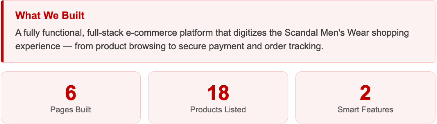 What We Built
A fully functional, full-stack e-commerce platform that digitizes the Scandal Men's Wear shopping
experience — from product browsing to secure payment and order tracking.
6
Pages Built
18
Products Listed
2
Smart Features